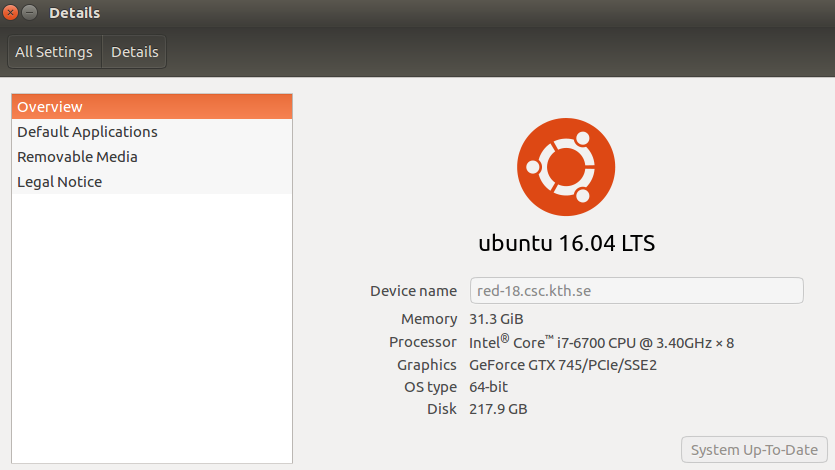 Details
All Settings Details
Overview
Default Applications
Removable Media
Legal Notice
ubuntu 16.04 LTS
Device name red-18.csc.kth.se
Memory 31.3 GiB
Processor Intel® Core™ i7-6700 CPU @ 3.40GHz × 8
Graphics GeForce GTX 745/PCIe/SSE2
OS type 64-bit
Disk 217.9 GB
System Up-To-Date